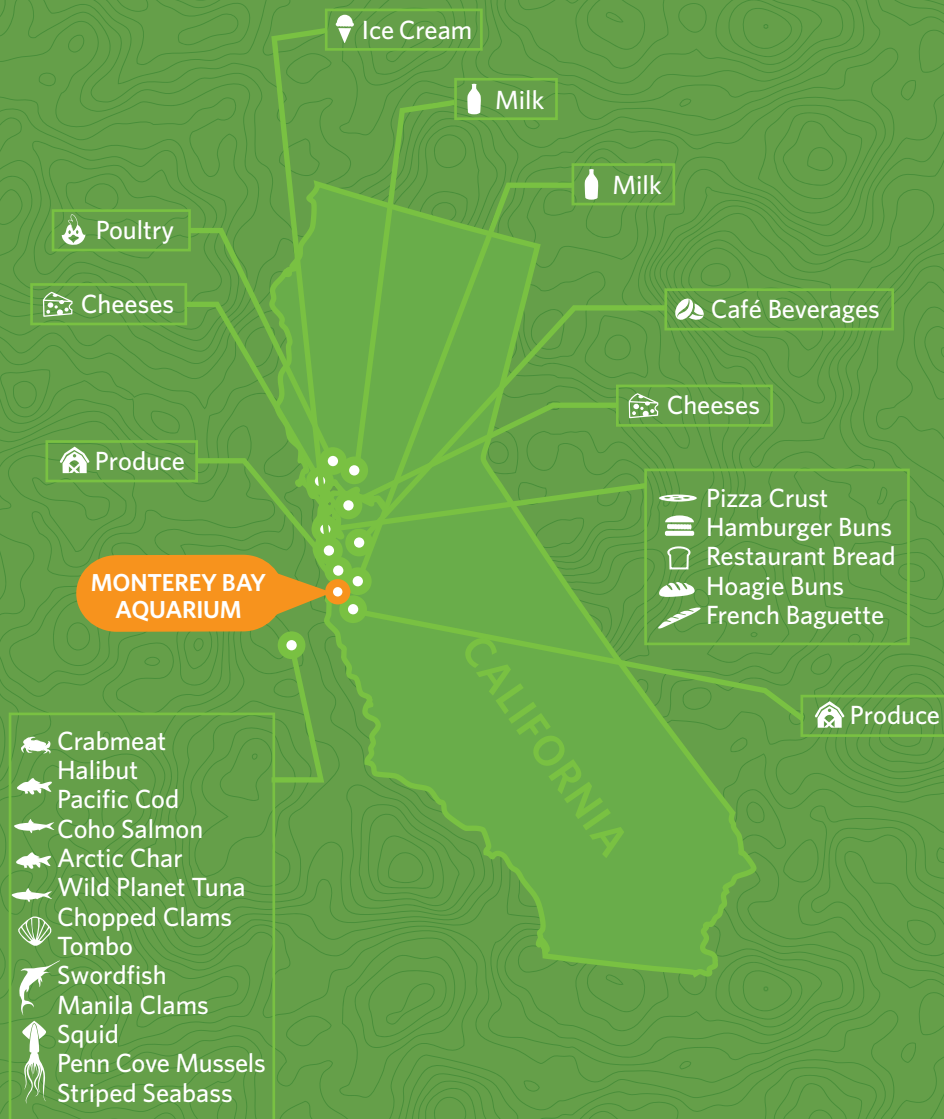 Ice Cream
Milk
Milk
Poultry
Cheeses
Café Beverages
Cheeses
Produce
Pizza Crust
Hamburger Buns
Restaurant Bread
Hoagie Buns
French Baguette
MONTEREY BAY
AQUARIUM
CALIFORNIA
Produce
Crabmeat
Halibut
Pacific Cod
Coho Salmon
Arctic Char
Wild Planet Tuna
Chopped Clams
Tombo
Swordfish
Manila Clams
Squid
Penn Cove Mussels
Striped Seabass